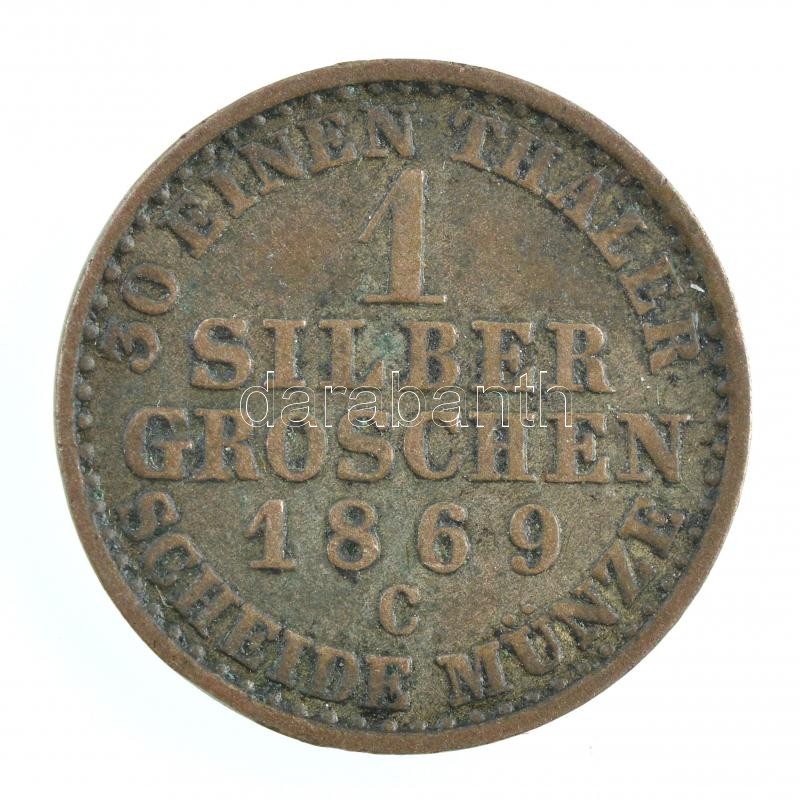 30 EINEN THALER
1
SILBER
GROSCHEN
1869
C
SCHEIDE MÜNZE
darabanth